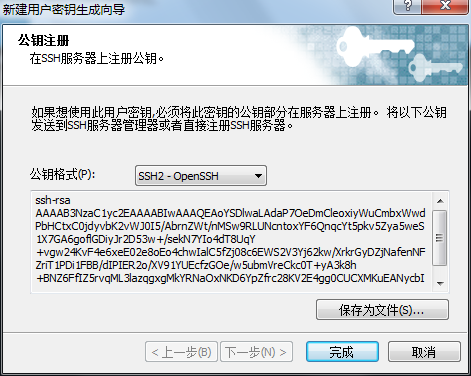 新建用户密钥生成向导
公钥注册
在SSH服务器上注册公钥。
如果想使用此用户密钥,必须将此密钥的公钥部分在服务器上注册。 将以下公钥
发送到SSH服务器管理器或者直接注册SSH服务器。
公钥格式(P):
SSH2 - OpenSSH
ssh-rsa
AAAAB3NzaC1yc2EAAAABIwAAAQEAoYSDlwaLAdaP7OeDmCleoxiyWuCmbxWwd
PbHCtxC0jdyvbK2vWJ0I5/AbrnZWt/nMSw9RLUNcntoxYF6QnqcYt5pkv5Zya5weS
1X7GA6goflGDiyJr2D53w+/sekN7YIo4dT8UqY
+vgw24KvF4e6xeE02e8oEo4chwIalC5fZj08c6EWS2V3Yj62kw/XrkrGyDZjNafenNF
ZriT1PDi1FBB/dIPIER2o/XV91YUEcfzGOe/w5ubmVreCkc0T+yA3k8h
+BNZ6FfIZ5rvqML3lazqgxgMkYRNaOxNKD6YpZfrc28KV2E4gg0CUCXMKuEANycbI
保存为文件(S)...
< 上一步(B)
下一步(N) >
完成
取消